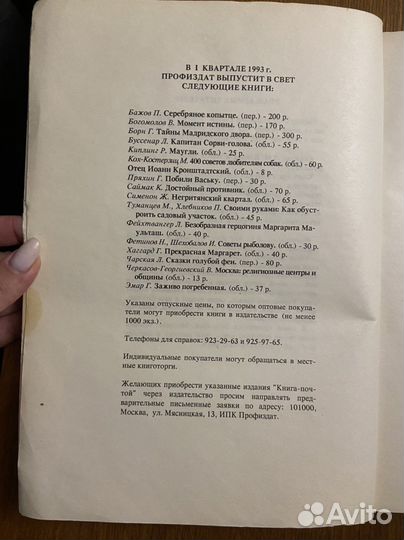 В I КВАРТАЛЕ 1993 г.
ПРОФИЗДАТ ВЫПУСТИТ В СВЕТ
СЛЕДУЮЩИЕ КНИГИ:
Бажов П. Серебряное копытце. (пер.) - 200 р.
Богомолов В. Момент истины. (пер.) - 170 р.
Борн Г. Тайны Мадридского двора. (пер.) - 300 р.
Буссенар Л. Капитан Сорви-голова. (обл.) - 55 р.
Киплинг Р. Маугли. (обл.) - 25 р.
Кох-Костерзиц М. 400 советов любителям собак. (обл.) - 60 р.
Отец Иоанн Кронштадтский. (обл.) - 8 р.
Пряхин Г. Побили Ваську. (обл.) - 30 р.
Саймак К. Достойный противник. (обл.) - 70 р.
Сименон Ж. Негритянский квартал. (обл.) - 65 р.
Туманцев М., Хлебников П. Своими руками: Как обуст-
роить садовый участок. (обл.) - 45 р.
Фейхтвангер Л. Безобразная герцогиня Маргарита Ма-
ульташ. (обл.) - 40 р.
Фетинов Н., Шехобалов Н. Советы рыболову. (обл.) - 30 р.
Хаггард Г. Прекрасная Маргарет. (обл.) - 40 р.
Чарская Л. Сказки голубой феи. (пер.) - 80 р.
Черкасов-Георгиевский В. Москва: религиозные центры и
общины. (обл.) - 13 р.
Эмар Г. Заживо погребенная. (обл.) - 37 р.
Указаны отпускные цены, по которым оптовые покупа-
тели могут приобрести книги в издательстве (не менее
1000 экз.).
Телефоны для справок: 923-29-63 и 925-97-65.
Индивидуальные покупатели могут обращаться в мест-
ные книготорги.
Желающих приобрести указанные издания "Книга-поч-
той" через издательство просим направлять предва-
рительные письменные заявки по адресу: 101000,
Москва, ул. Мясницкая, 13, ИПК Профиздат.
Avito